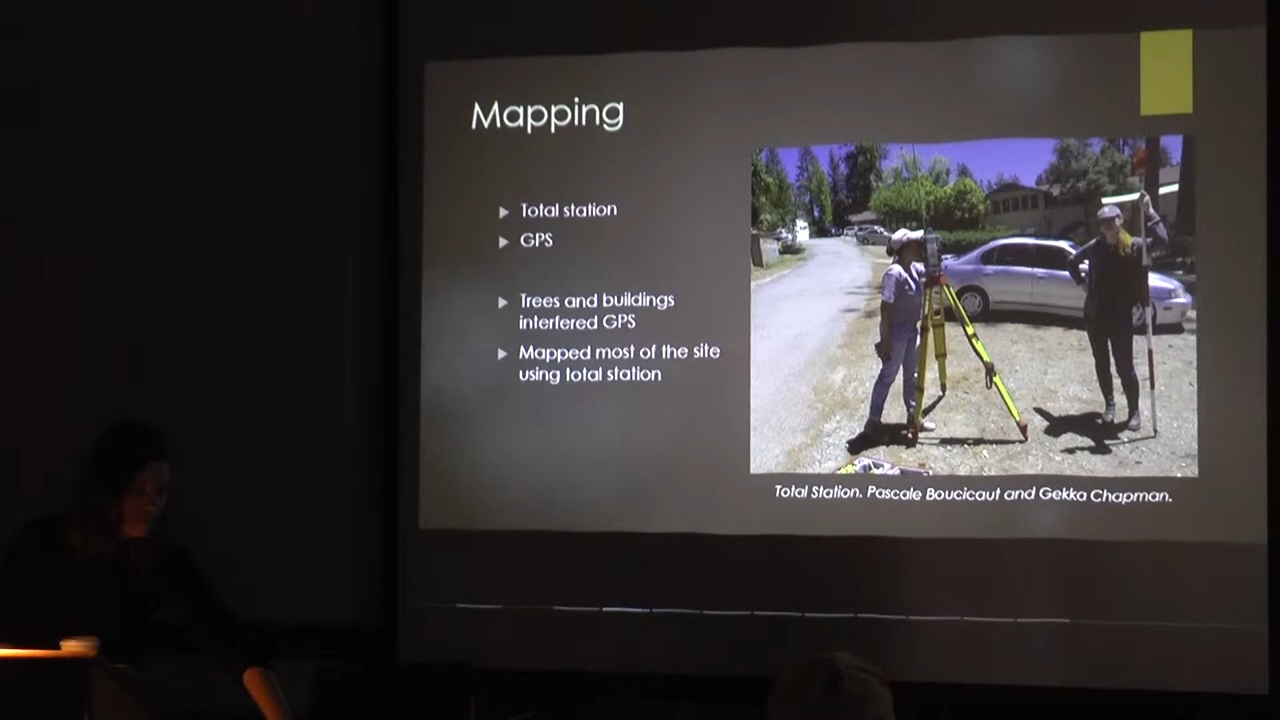 Mapping
Total station
GPS
Trees and buildings
interfered GPS
Mapped most of the site
using total station
Total Station. Pascale Boucicaut and Gekka Chapman.